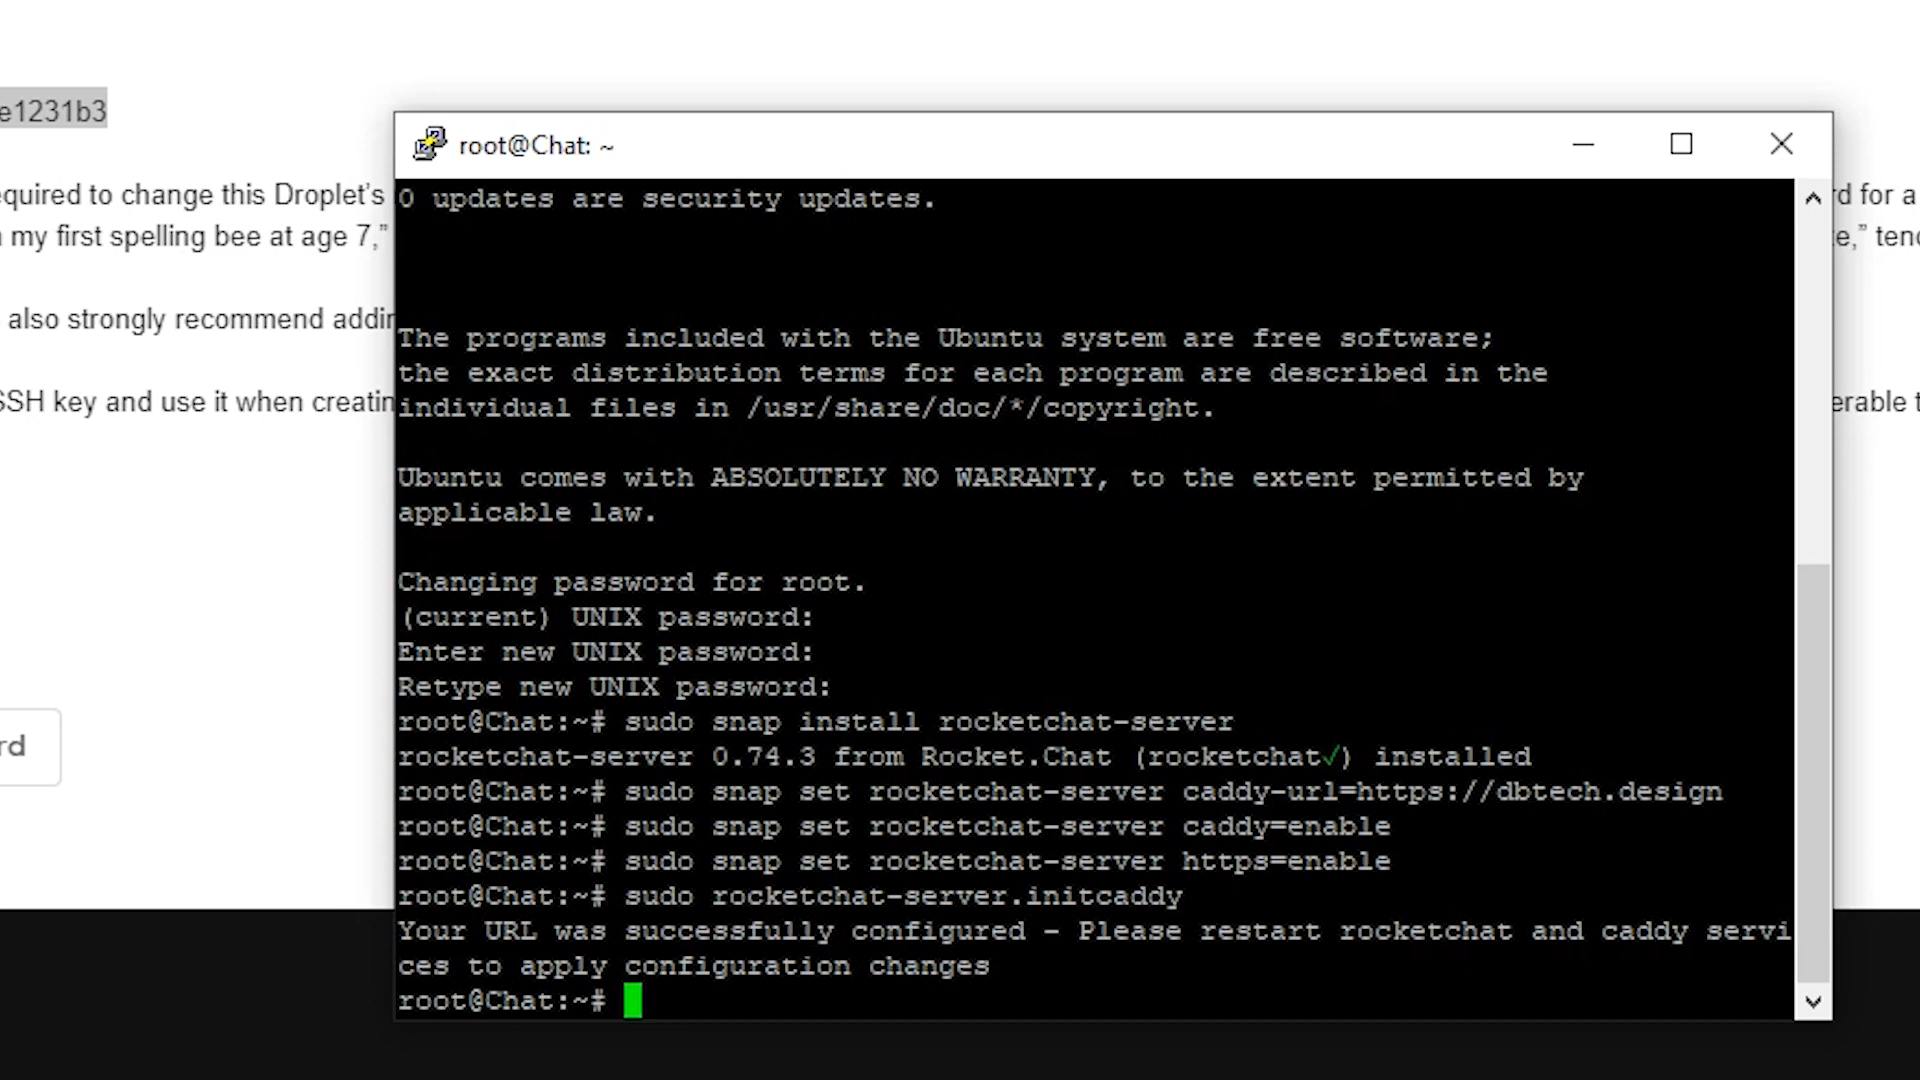 e1231b3
equired to change this Droplet's
rd for a
my first spelling bee at age 7,”
e,” tend
also strongly recommend addin
SSH key and use it when creatin
erable t
rd
root@Chat: ~
0 updates are security updates.
The programs included with the Ubuntu system are free software;
the exact distribution terms for each program are described in the
individual files in /usr/share/doc/*/copyright.
Ubuntu comes with ABSOLUTELY NO WARRANTY, to the extent permitted by
applicable law.
Changing password for root.
(current) UNIX password:
Enter new UNIX password:
Retype new UNIX password:
root@Chat:~# sudo snap install rocketchat-server
rocketchat-server 0.74.3 from Rocket.Chat (rocketchat✓) installed
root@Chat:~# sudo snap set rocketchat-server caddy-url=https://dbtech.design
root@Chat:~# sudo snap set rocketchat-server caddy=enable
root@Chat:~# sudo snap set rocketchat-server https=enable
root@Chat:~# sudo rocketchat-server.initcaddy
Your URL was successfully configured - Please restart rocketchat and caddy servi
ces to apply configuration changes
root@Chat:~#